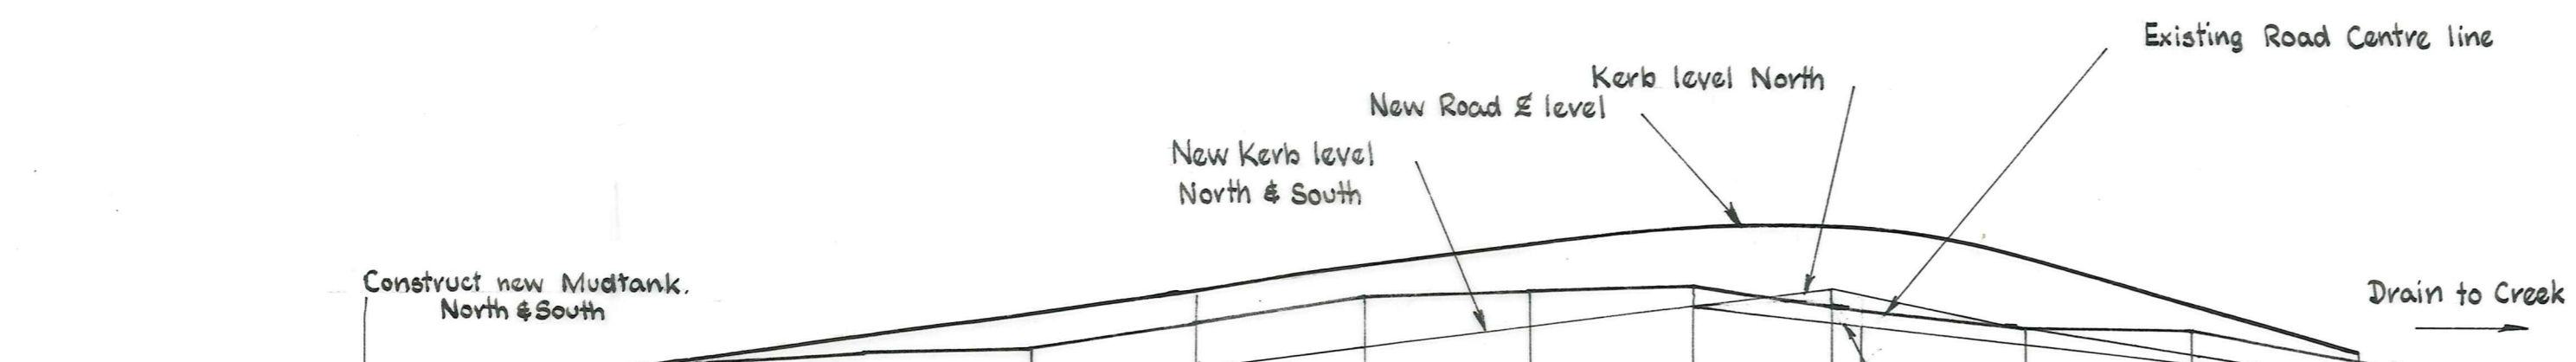 Existing Road Centre line
Kerb level North
New Road ℄ level
New Kerb level
North & South
Construct new Mudtank.
North & South
Drain to Creek